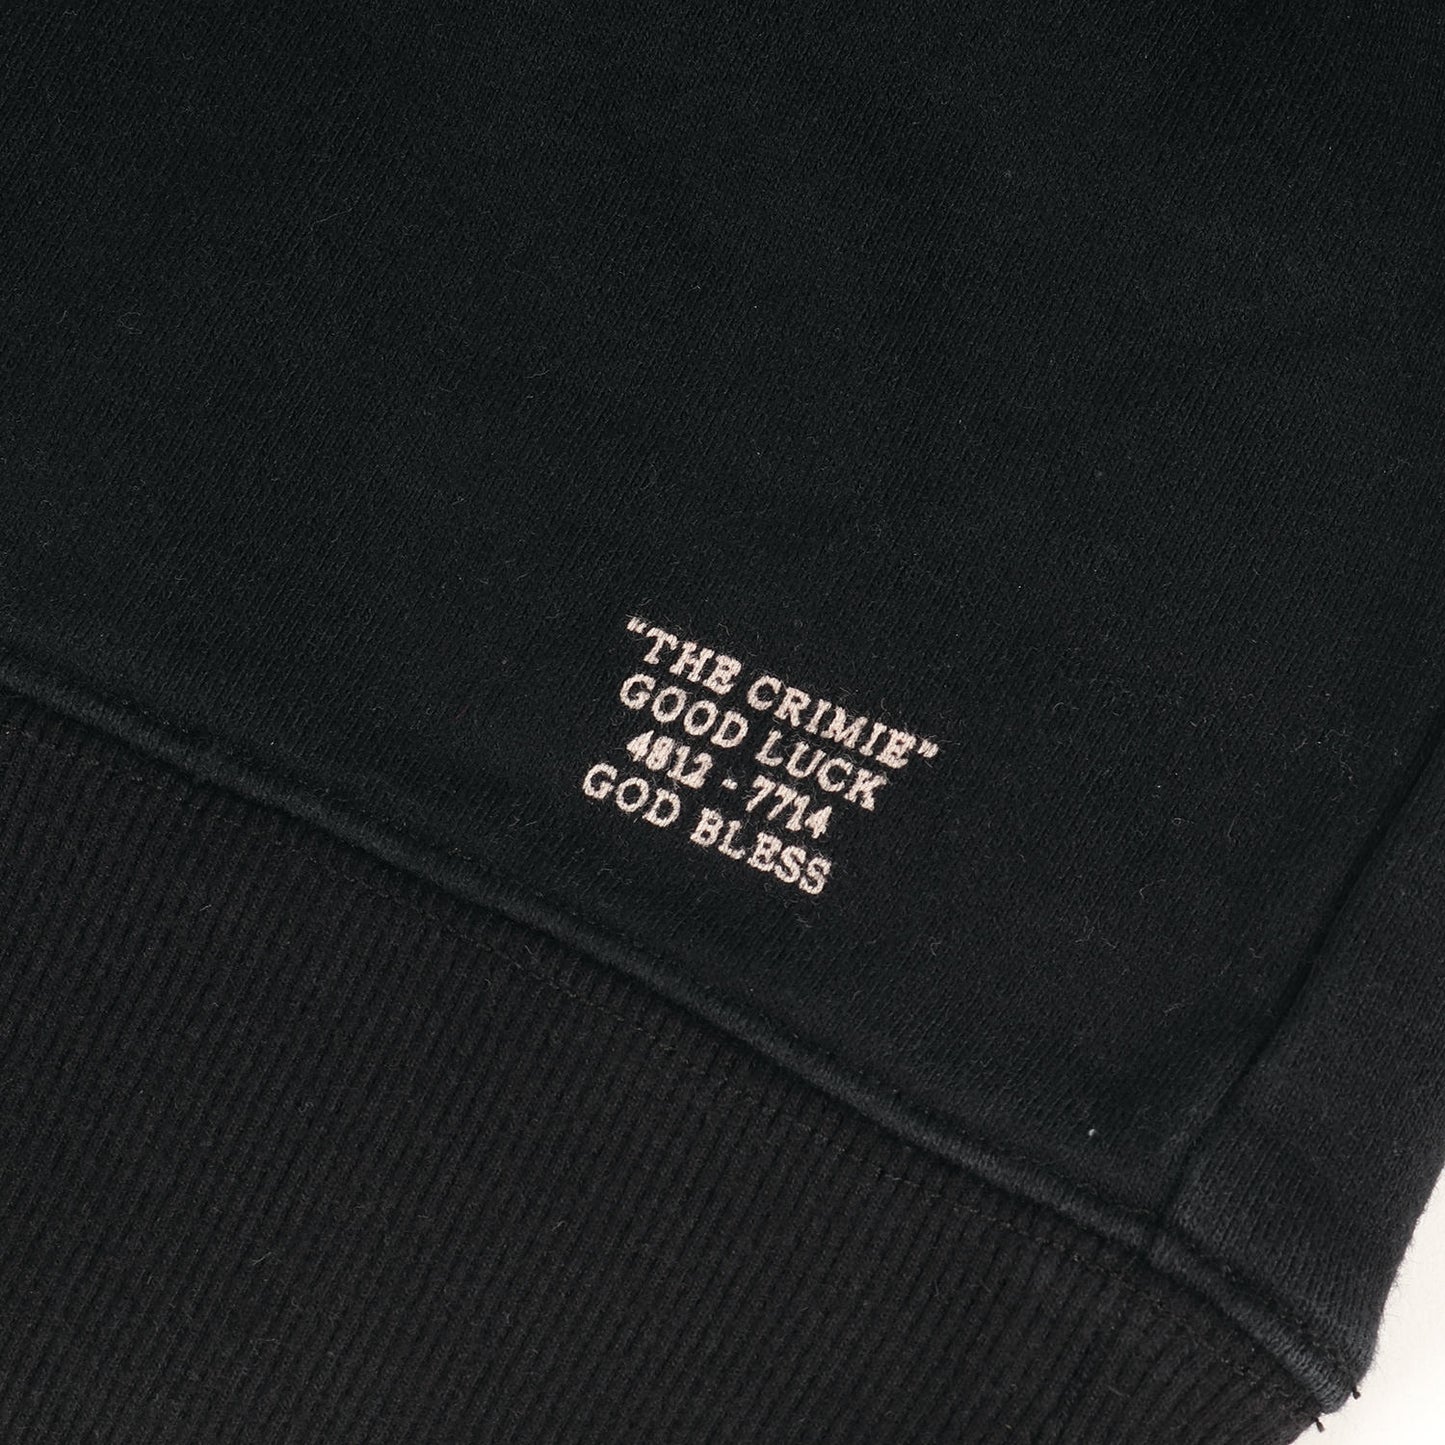 “THE CRIMIE”
GOOD LUCK
4812 - 7714
GOD BLESS